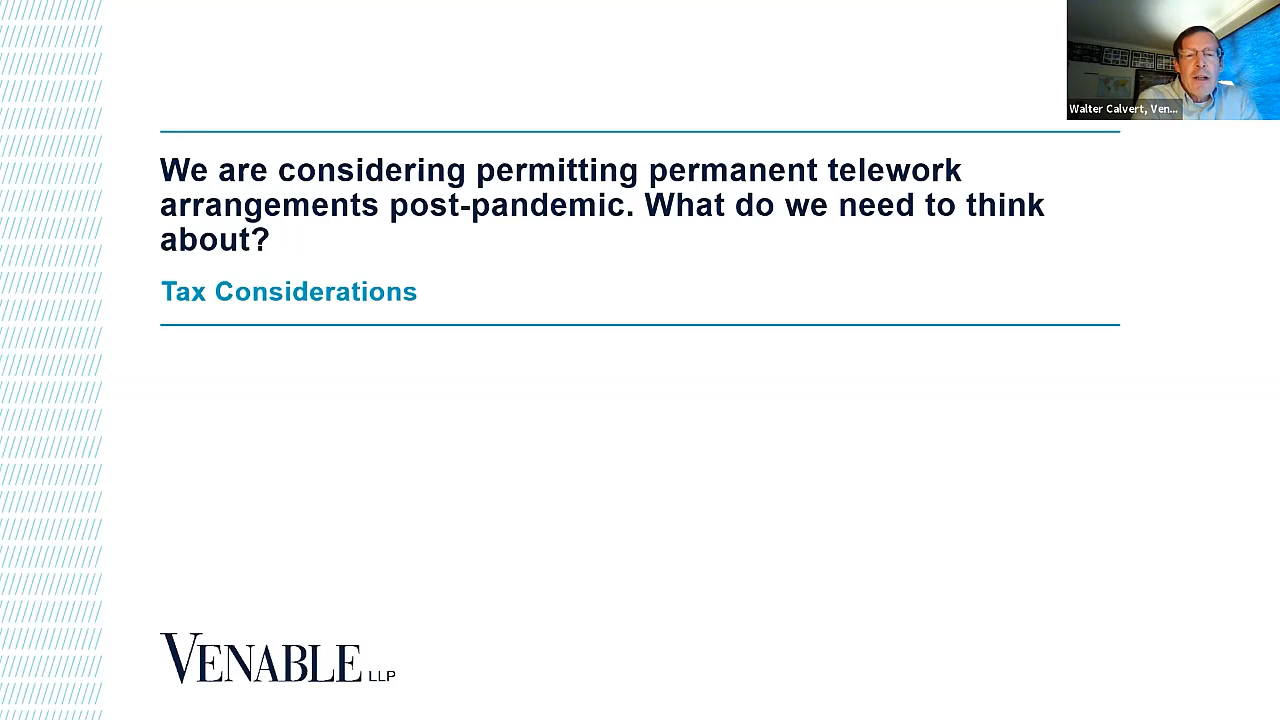 Walter Calvert, Ven...
We are considering permitting permanent telework
arrangements post-pandemic. What do we need to think
about?
Tax Considerations
VENABLE LLP